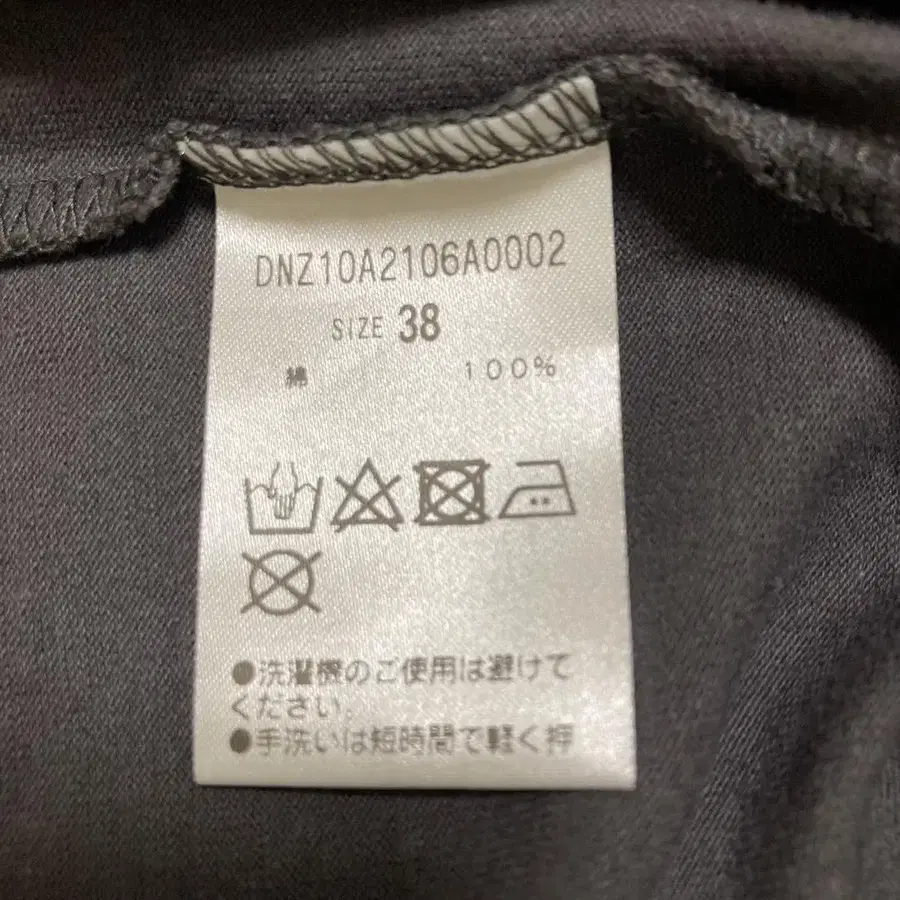 DNZ10A2106A0002
SIZE 38
綿 100%
●洗濯機のご使用は避けて
ください.
●手洗いは短時間で軽く押